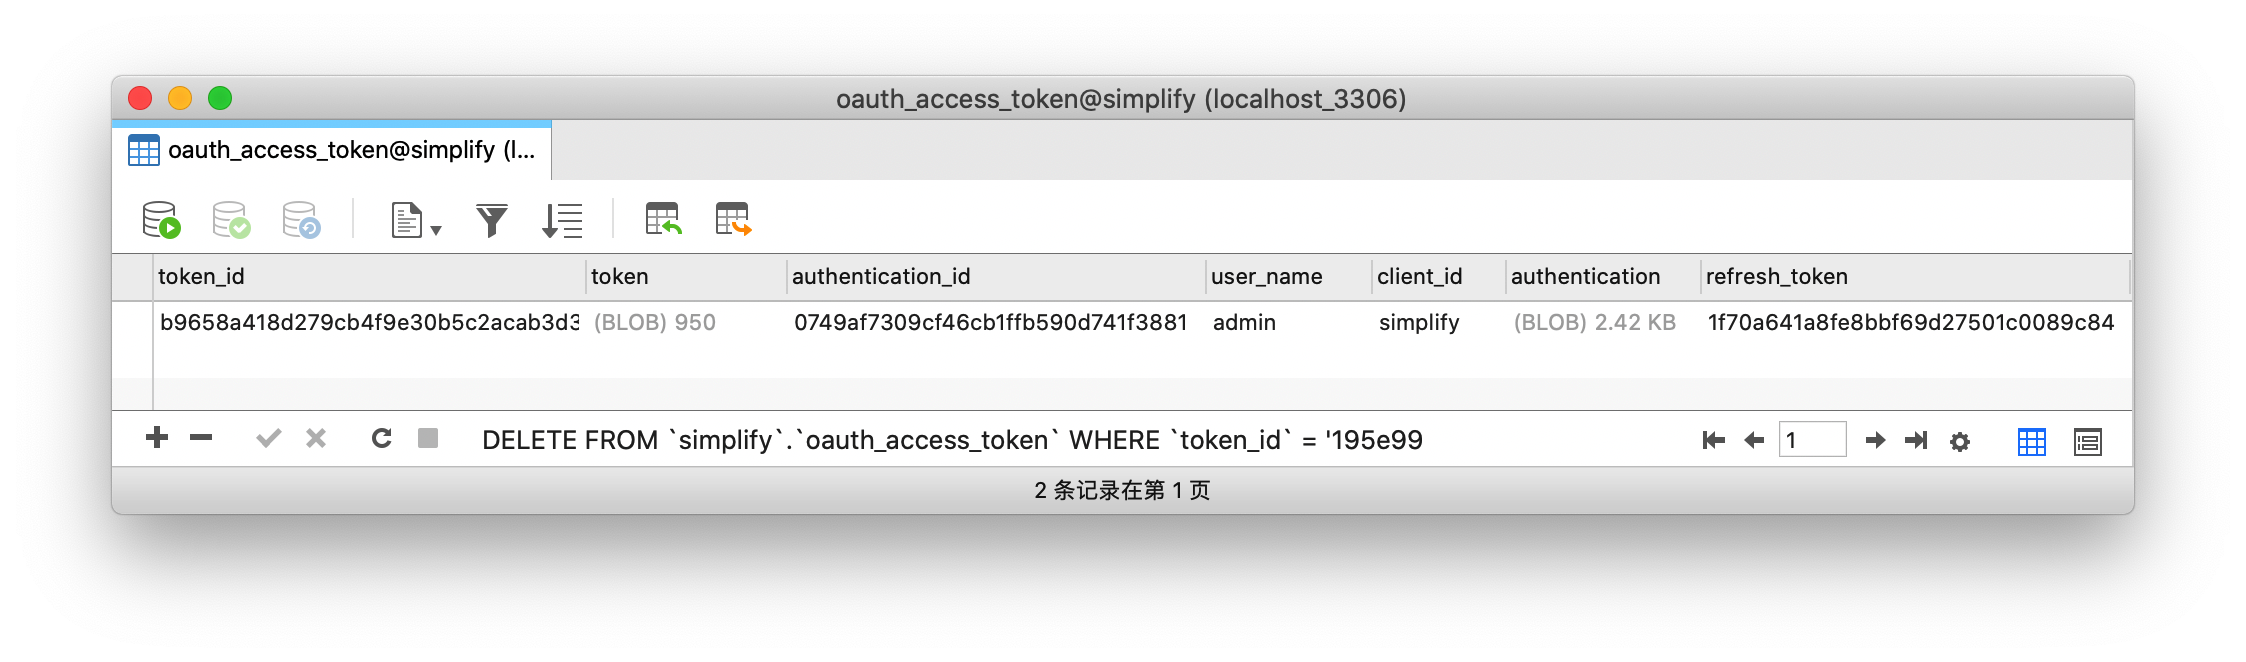 oauth_access_token@simplify (localhost_3306)
oauth_access_token@simplify (l...
token_id token authentication_id user_name client_id authentication refresh_token
b9658a418d279cb4f9e30b5c2acab3d3 (BLOB) 950 0749af7309cf46cb1ffb590d741f3881 admin simplify (BLOB) 2.42 KB 1f70a641a8fe8bbf69d27501c0089c84
DELETE FROM `simplify`.`oauth_access_token` WHERE `token_id` = '195e99 1
2 条记录在第 1 页